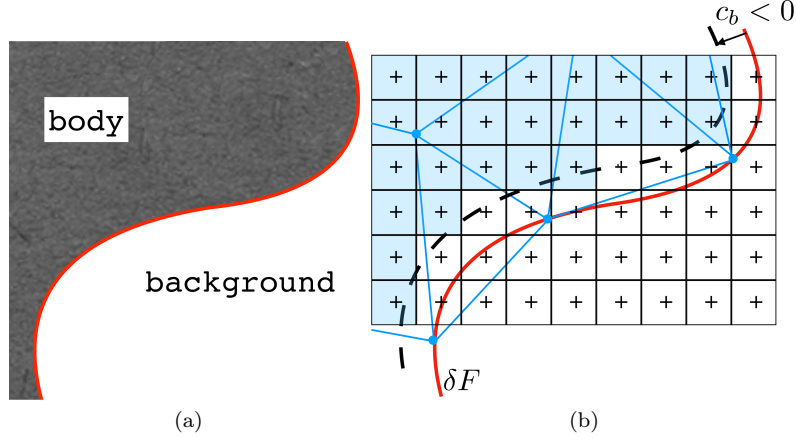 c_b < 0
body
background
δF
(a)
(b)